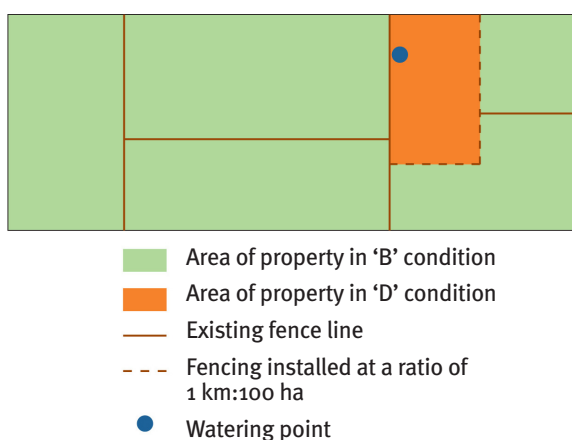 Area of property in ‘B’ condition
Area of property in ‘D’ condition
Existing fence line
Fencing installed at a ratio of
1 km:100 ha
Watering point